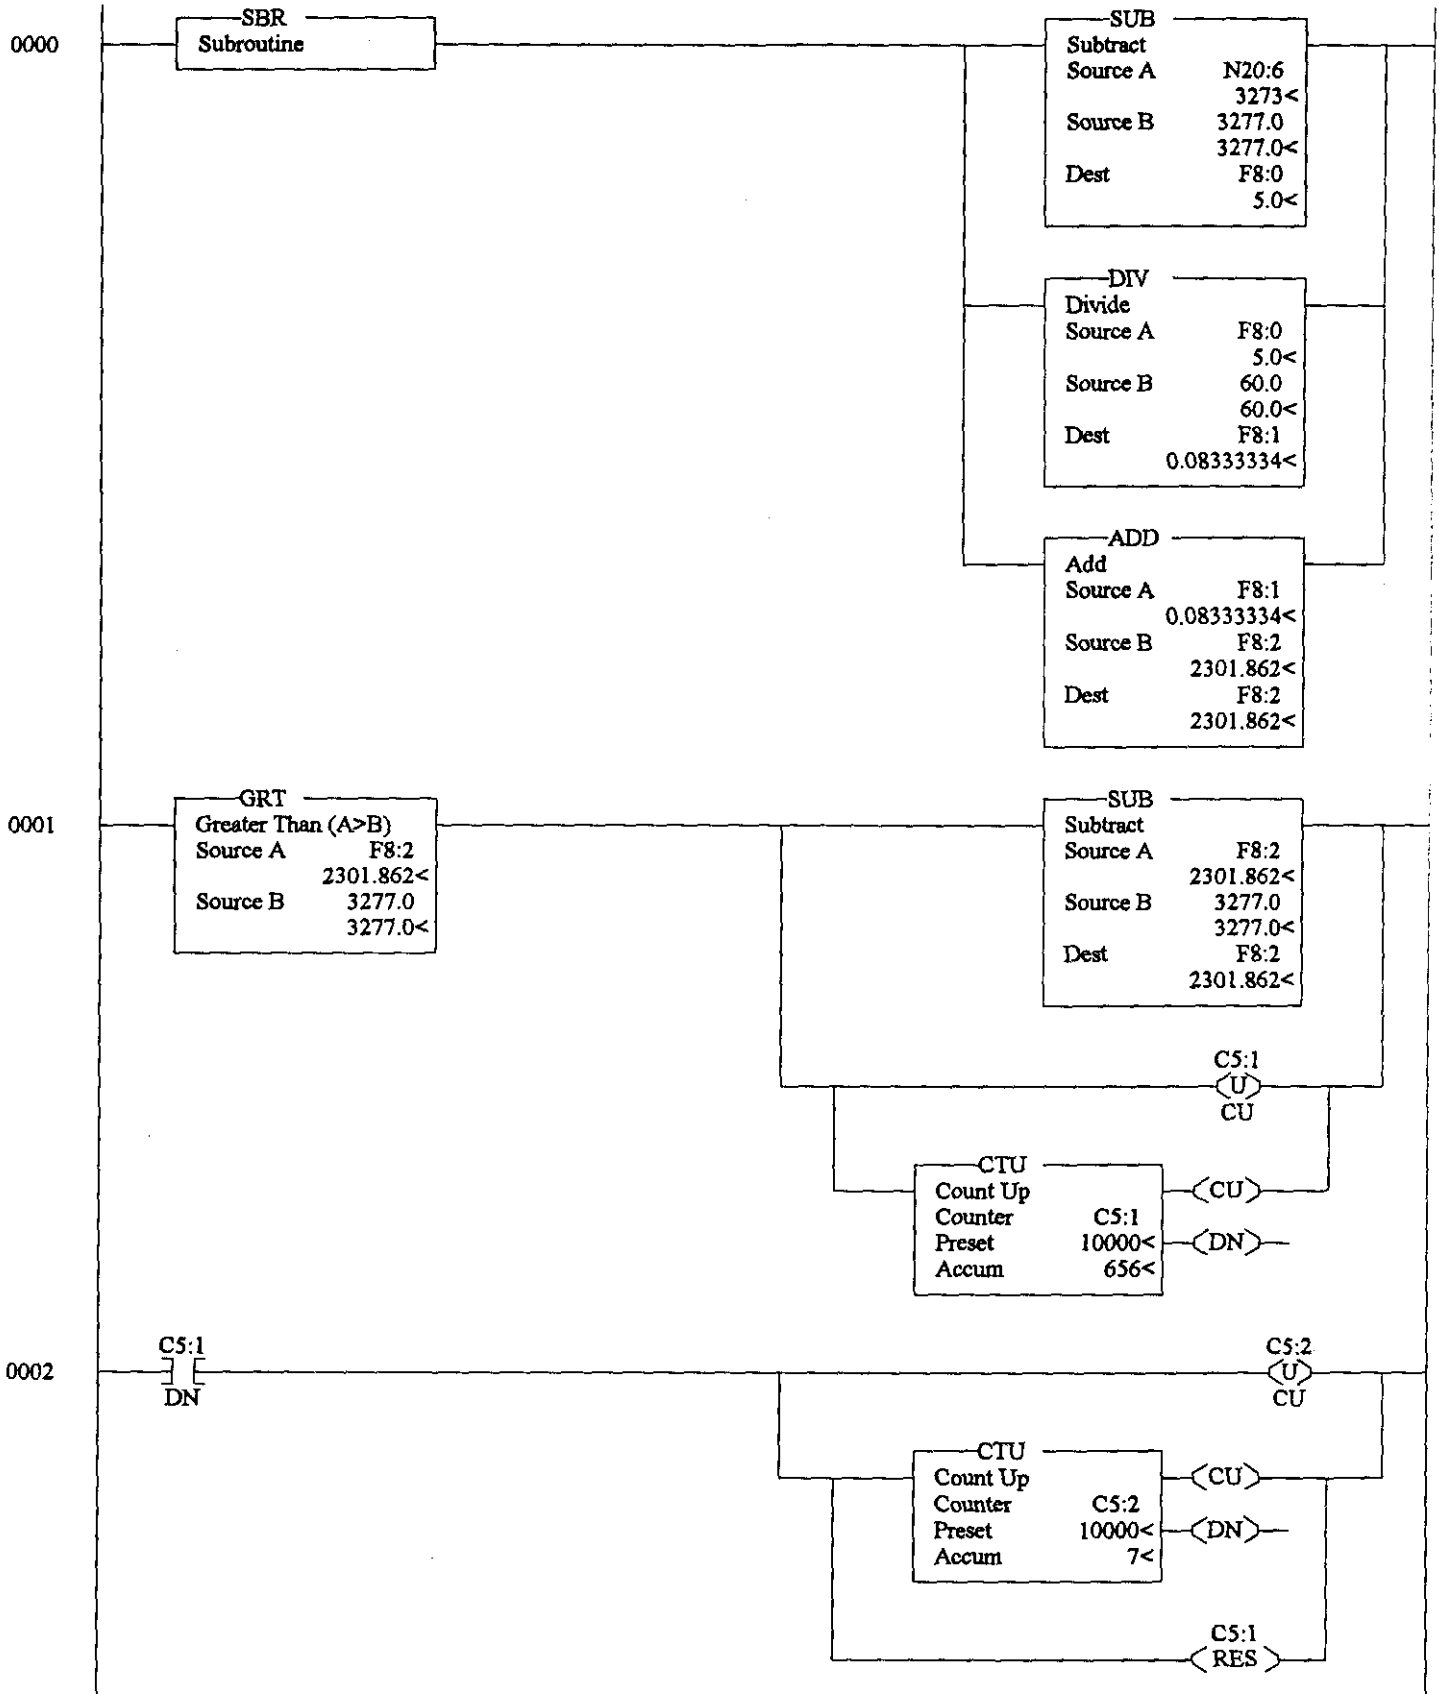 0000
SBR
Subroutine
SUB
Subtract
Source A N20:6
3273<
Source B 3277.0
3277.0<
Dest F8:0
5.0<
DIV
Divide
Source A F8:0
5.0<
Source B 60.0
60.0<
Dest F8:1
0.08333334<
ADD
Add
Source A F8:1
0.08333334<
Source B F8:2
2301.862<
Dest F8:2
2301.862<
0001
GRT
Greater Than (A>B)
Source A F8:2
2301.862<
Source B 3277.0
3277.0<
SUB
Subtract
Source A F8:2
2301.862<
Source B 3277.0
3277.0<
Dest F8:2
2301.862<
C5:1
U
CU
CTU
Count Up
Counter C5:1
Preset 10000<
Accum 656<
CU
DN
0002
C5:1
DN
C5:2
U
CU
CTU
Count Up
Counter C5:2
Preset 10000<
Accum 7<
CU
DN
C5:1
RES